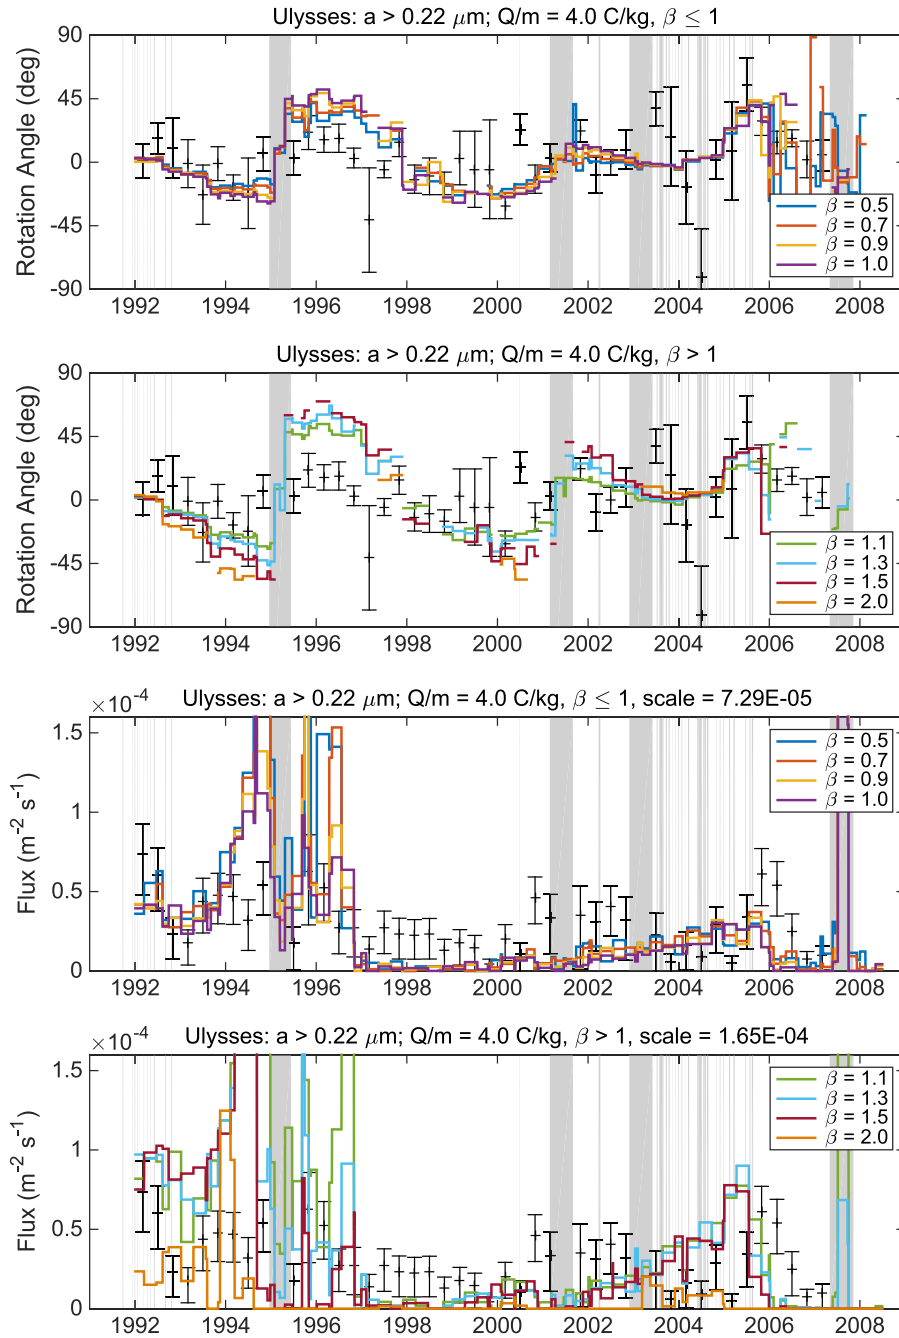 Ulysses: a > 0.22 μm; Q/m = 4.0 C/kg, β ≤ 1
Rotation Angle (deg)
90
45
0
-45
-90
β = 0.5
β = 0.7
β = 0.9
β = 1.0
1992 1994 1996 1998 2000 2002 2004 2006 2008
Ulysses: a > 0.22 μm; Q/m = 4.0 C/kg, β > 1
Rotation Angle (deg)
90
45
0
-45
-90
β = 1.1
β = 1.3
β = 1.5
β = 2.0
1992 1994 1996 1998 2000 2002 2004 2006 2008
×10⁻⁴ Ulysses: a > 0.22 μm; Q/m = 4.0 C/kg, β ≤ 1, scale = 7.29E-05
Flux (m⁻² s⁻¹)
1.5
1
0.5
0
β = 0.5
β = 0.7
β = 0.9
β = 1.0
1992 1994 1996 1998 2000 2002 2004 2006 2008
×10⁻⁴ Ulysses: a > 0.22 μm; Q/m = 4.0 C/kg, β > 1, scale = 1.65E-04
Flux (m⁻² s⁻¹)
1.5
1
0.5
0
β = 1.1
β = 1.3
β = 1.5
β = 2.0
1992 1994 1996 1998 2000 2002 2004 2006 2008